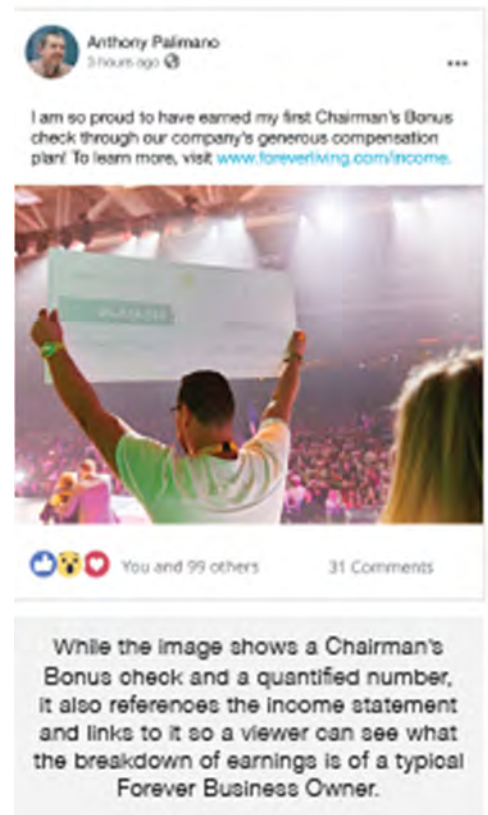 Anthony Palimano
3 hours ago
I am so proud to have earned my first Chairman's Bonus
check through our company's generous compensation
plan! To learn more, visit www.foreverliving.com/income.
You and 99 others
31 Comments
While the image shows a Chairman's
Bonus check and a quantified number,
it also references the income statement
and links to it so a viewer can see what
the breakdown of earnings is of a typical
Forever Business Owner.